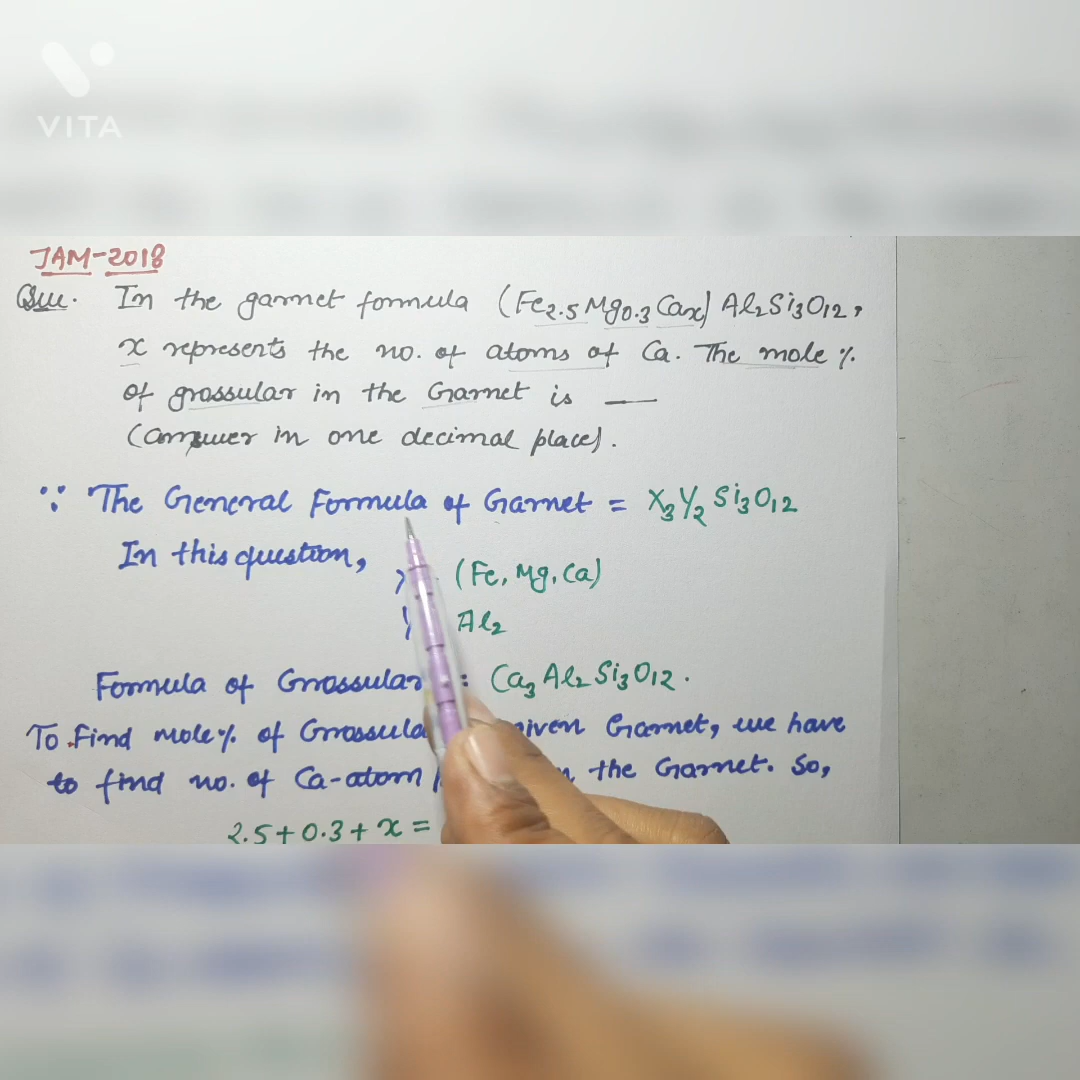 VITA
JAM-2018
Que. In the garnet formula (Fe2.5Mg0.3Cax) Al2Si3O12,
x represents the no. of atoms of Ca. The mole %
of grossular in the Garnet is __
(answer in one decimal place).
∵ The General Formula of Garnet = X3Y2Si3O12
In this question,
(Fe, Mg, Ca)
Al2
Formula of Grossular : Ca3Al2Si3O12.
To Find mole% of given Garnet, we have
to find no. of Ca-atom the Garnet. So,
2.5+0.3+x =